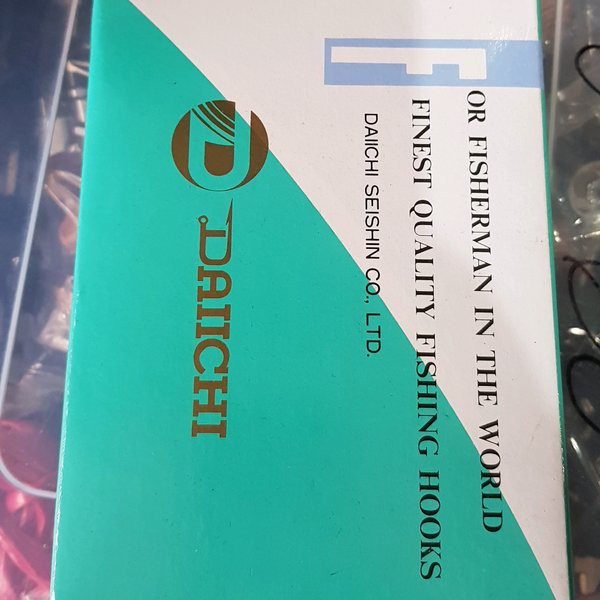 FOR FISHERMAN IN THE WORLD
FINEST QUALITY FISHING HOOKS
DAIICHI SEISHIN CO., LTD.
D
DAIICHI